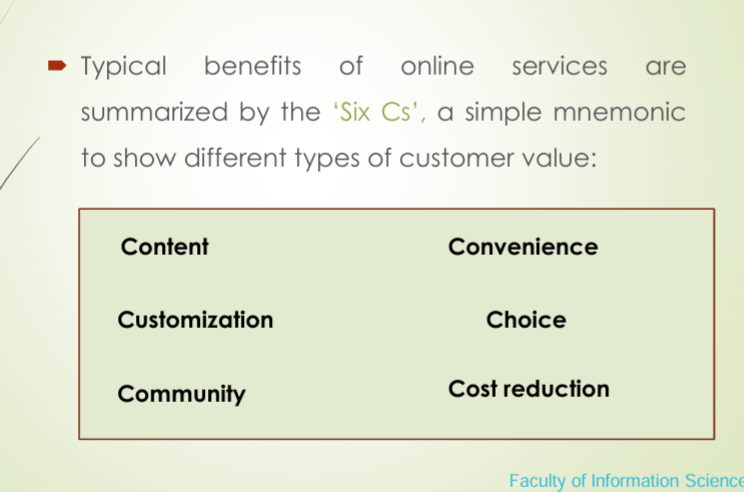 Typical benefits of online services are
summarized by the ‘Six Cs’, a simple mnemonic
to show different types of customer value:
Content Convenience
Customization Choice
Community Cost reduction
Faculty of Information Science